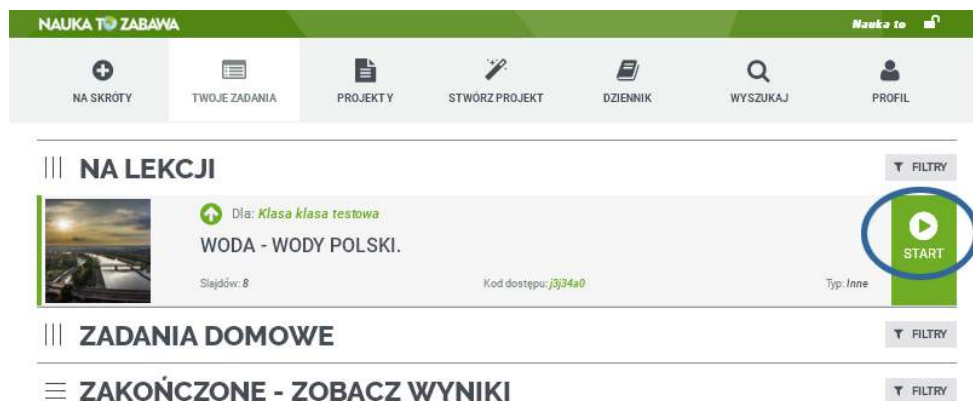 NAUKA TO ZABAWA
Nauka to
NA SKRÓTY TWOJE ZADANIA PROJEKTY STWÓRZ PROJEKT DZIENNIK WYSZUKAJ PROFIL
NA LEKCJI FILTRY
Dla: Klasa klasa testowa
WODA - WODY POLSKI.
START
Slajdów: 8 Kod dostępu: j3j34a0 Typ: Inne
ZADANIA DOMOWE FILTRY
ZAKOŃCZONE - ZOBACZ WYNIKI FILTRY